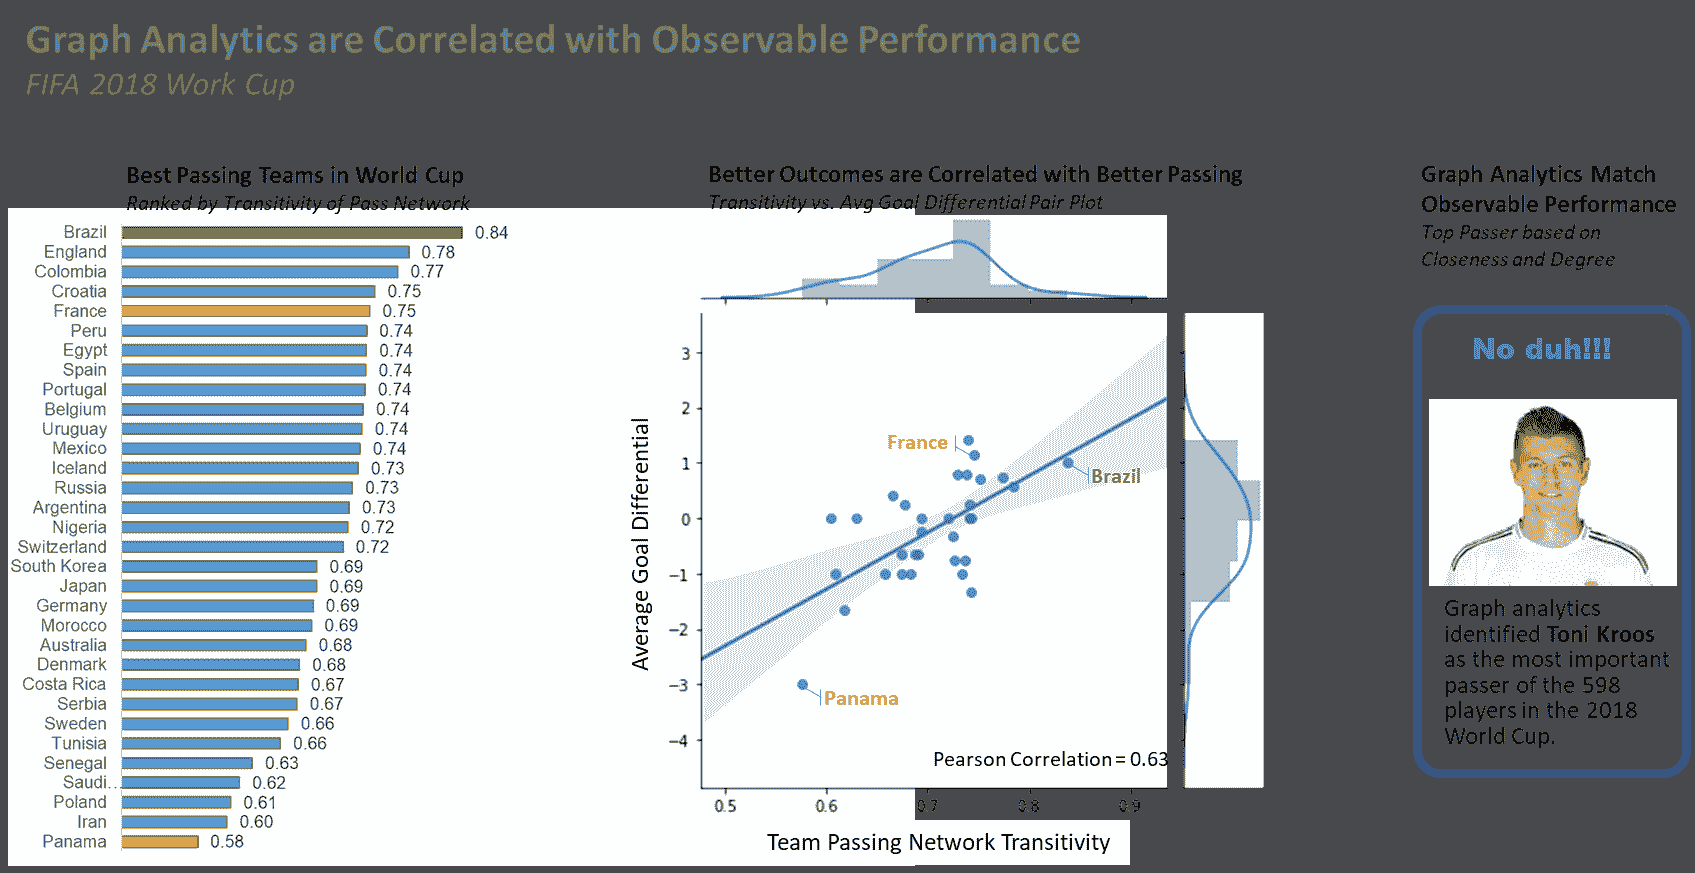 Graph Analytics are Correlated with Observable Performance
FIFA 2018 Work Cup
Best Passing Teams in World Cup
Ranked by Transitivity of Pass Network
Brazil 0.84
England 0.78
Colombia 0.77
Croatia 0.75
France 0.75
Peru 0.74
Egypt 0.74
Spain 0.74
Portugal 0.74
Belgium 0.74
Uruguay 0.74
Mexico 0.74
Iceland 0.73
Russia 0.73
Argentina 0.73
Nigeria 0.72
Switzerland 0.72
South Korea 0.69
Japan 0.69
Germany 0.69
Morocco 0.69
Australia 0.68
Denmark 0.68
Costa Rica 0.67
Serbia 0.67
Sweden 0.66
Tunisia 0.66
Senegal 0.63
Saudi... 0.62
Poland 0.61
Iran 0.60
Panama 0.58
Better Outcomes are Correlated with Better Passing
Transitivity vs. Avg Goal Differential Pair Plot
Average Goal Differential
3
2
1
0
−1
−2
−3
−4
France
Brazil
Panama
Pearson Correlation = 0.63
0.5 0.6 0.7 0.8 0.9
Team Passing Network Transitivity
Graph Analytics Match
Observable Performance
Top Passer based on
Closeness and Degree
No duh!!!
Graph analytics
identified Toni Kroos
as the most important
passer of the 598
players in the 2018
World Cup.